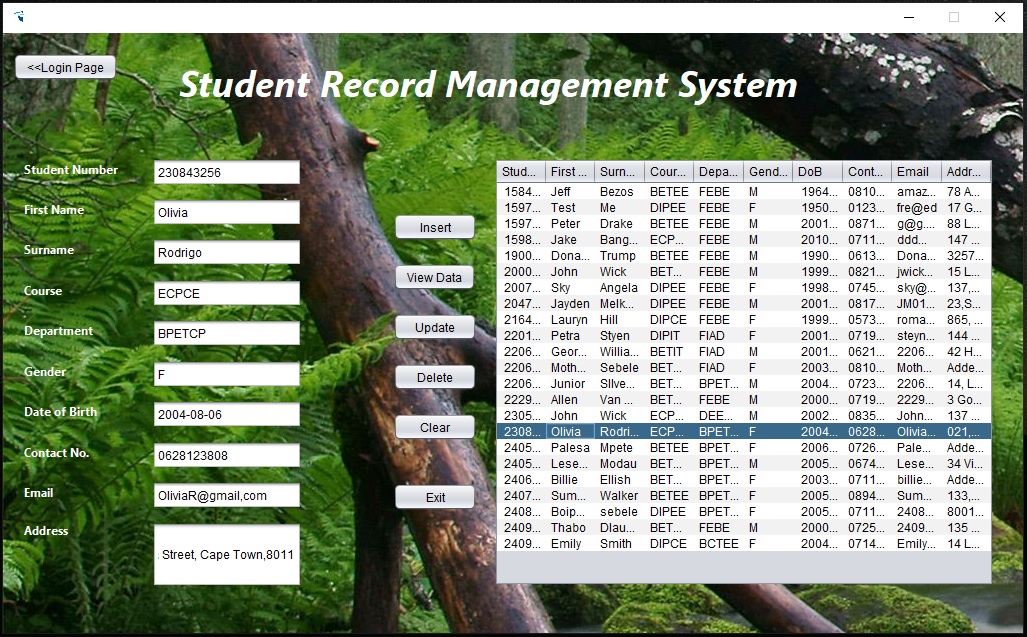 <<Login Page
Student Record Management System
Student Number 230843256
First Name Olivia
Surname Rodrigo
Course ECPCE
Department BPETCP
Gender F
Date of Birth 2004-08-06
Contact No. 0628123808
Email OliviaR@gmail,com
Address Street, Cape Town,8011
Insert
View Data
Update
Delete
Clear
Exit
Stud... First ... Surn... Cour... Depa... Gend... DoB Cont... Email Addr...
1584... Jeff Bezos BETEE FEBE M 1964... 0810... amaz... 78 A...
1597... Test Me DIPEE FEBE F 1950... 0123... fre@ed 17 G...
1597... Peter Drake BETEE FEBE M 2001... 0871... g@g.... 88 L...
1598... Jake Bang... ECP... FEBE M 2010... 0711... ddd... 147 ...
1900... Dona... Trump BETEE FEBE M 1990... 0613... Dona... 3257...
2000... John Wick BET... FEBE M 1999... 0821... jwick... 15 L...
2007... Sky Angela DIPEE FEBE F 1998... 0745... sky@... 137,...
2047... Jayden Melk... DIPEE FEBE M 2001... 0817... JM01... 23,S...
2164... Lauryn Hill DIPCE FEBE F 1999... 0573... roma... 865, ...
2201... Petra Styen DIPIT FIAD F 2001... 0719... steyn... 144 ...
2206... Geor... Willia... BETIT FIAD M 2001... 0621... 2206... 42 H...
2206... Moth... Sebele BET... FIAD F 2003... 0810... Moth... Adde...
2206... Junior Sllve... BET... BPET... M 2004... 0723... 2206... 14, L...
2229... Allen Van ... BET... FEBE M 2000... 0719... 2229... 3 Go...
2305... John Wick ECP... DEE... M 2002... 0835... John... 137 ...
2308... Olivia Rodri... ECP... BPET... F 2004... 0628... Olivia... 021,...
2405... Palesa Mpete BETEE BPET... F 2006... 0726... Pale... Adde...
2405... Lese... Modau BET... BPET... M 2005... 0674... Lese... 34 Vi...
2406... Billie Ellish BET... BPET... F 2003... 0711... billie... Adde...
2407... Sum... Walker BETEE BPET... F 2005... 0894... Sum... 133,...
2408... Boip... sebele DIPEE BPET... F 2005... 0711... 2408... 8001...
2409... Thabo Dlau... BET... FEBE M 2000... 0725... 2409... 135 ...
2409... Emily Smith DIPCE BCTEE F 2004... 0714... Emily... 14 L...